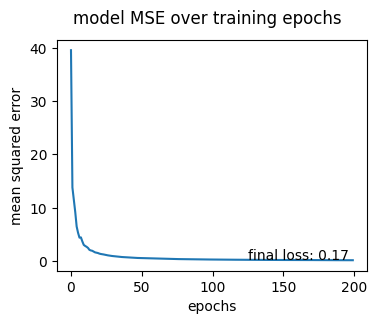 model MSE over training epochs
mean squared error
40
30
20
10
0
final loss: 0.17
0
50
100
150
200
epochs